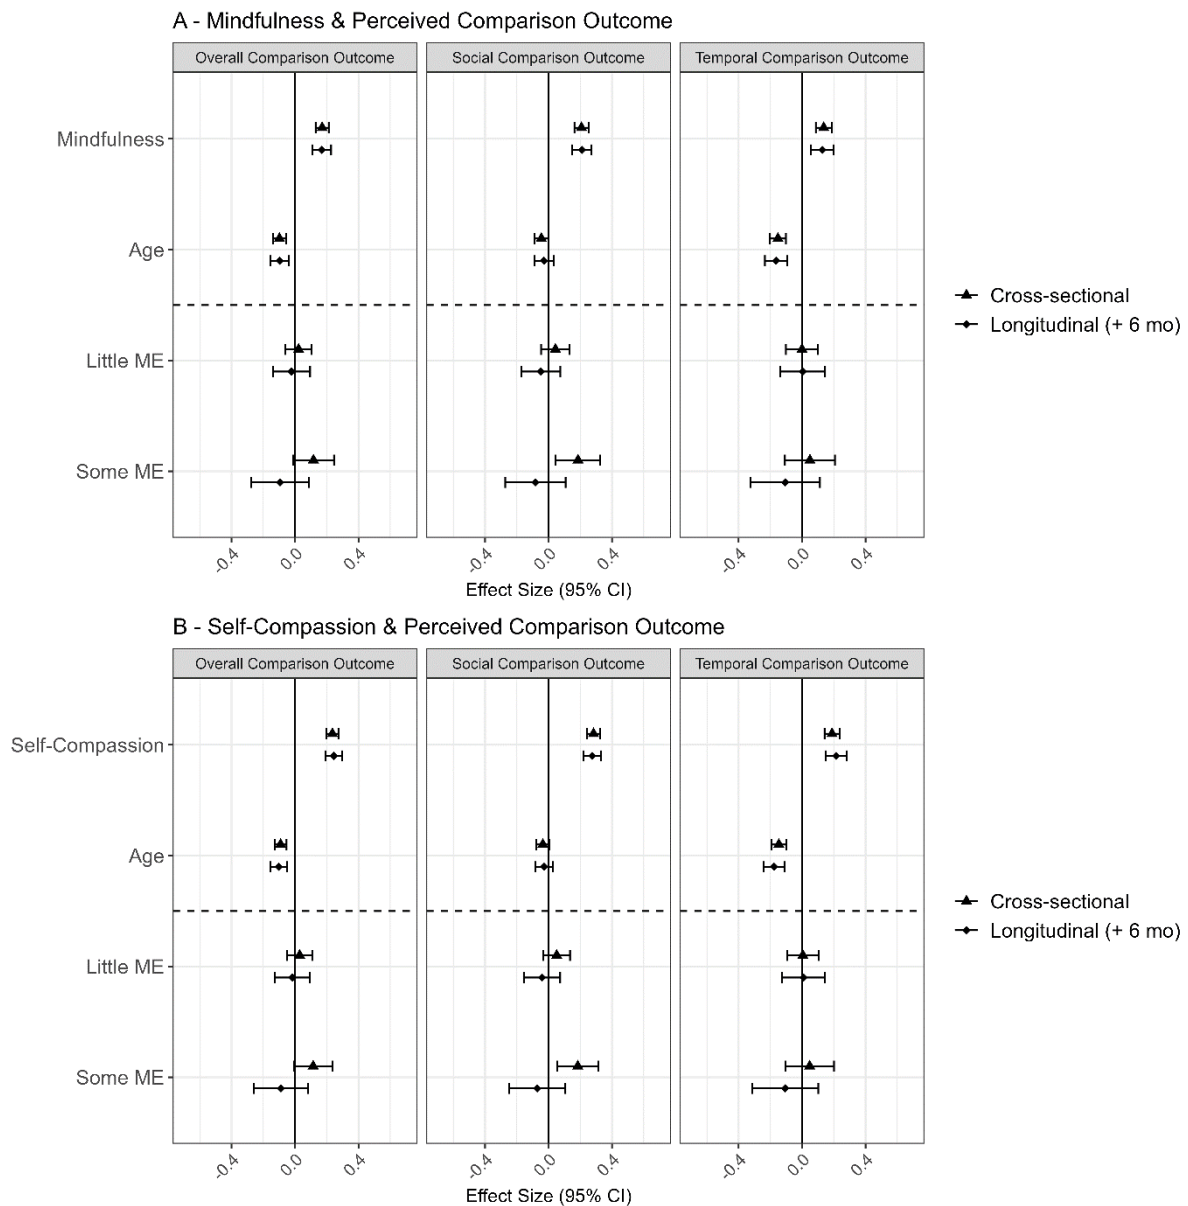 A - Mindfulness & Perceived Comparison Outcome
Overall Comparison Outcome
Social Comparison Outcome
Temporal Comparison Outcome
Mindfulness
Age
Little ME
Some ME
Cross-sectional
Longitudinal (+ 6 mo)
-0.4
0.0
0.4
-0.4
0.0
0.4
-0.4
0.0
0.4
Effect Size (95% CI)
B - Self-Compassion & Perceived Comparison Outcome
Overall Comparison Outcome
Social Comparison Outcome
Temporal Comparison Outcome
Self-Compassion
Age
Little ME
Some ME
Cross-sectional
Longitudinal (+ 6 mo)
-0.4
0.0
0.4
-0.4
0.0
0.4
-0.4
0.0
0.4
Effect Size (95% CI)